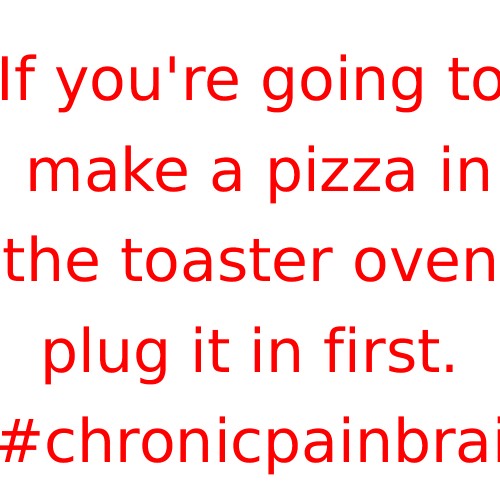 If you're going to
make a pizza in
the toaster oven
plug it in first.
#chronicpainbrai